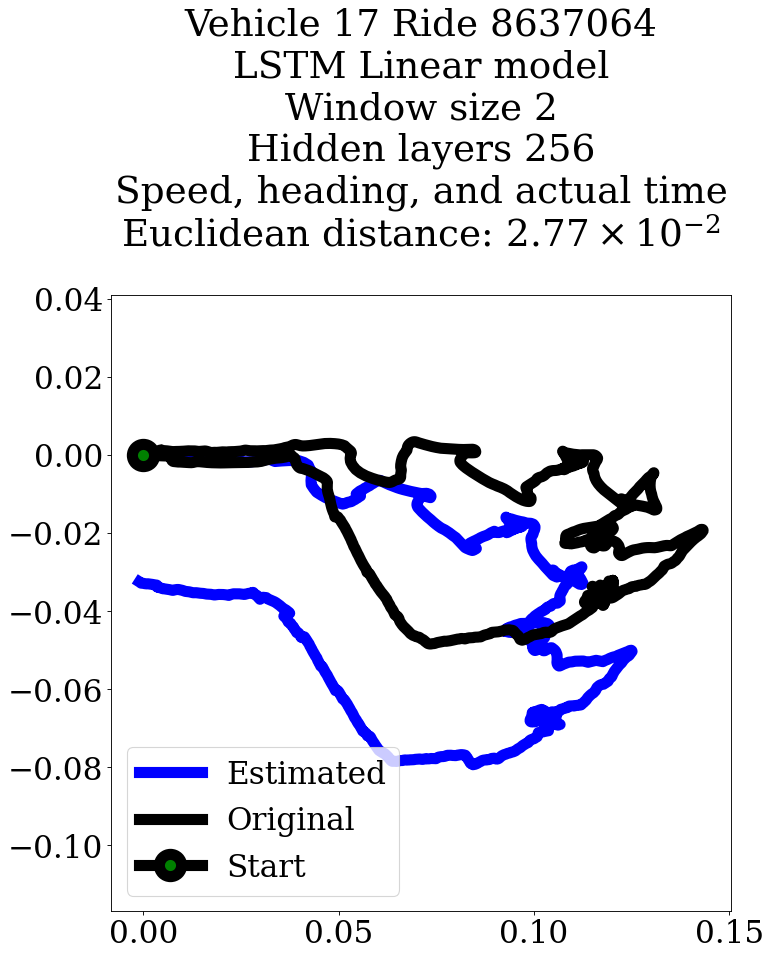 Vehicle 17 Ride 8637064
LSTM Linear model
Window size 2
Hidden layers 256
Speed, heading, and actual time
Euclidean distance: 2.77 × 10⁻²
0.04
0.02
0.00
−0.02
−0.04
−0.06
−0.08
−0.10
Estimated
Original
Start
0.00 0.05 0.10 0.15